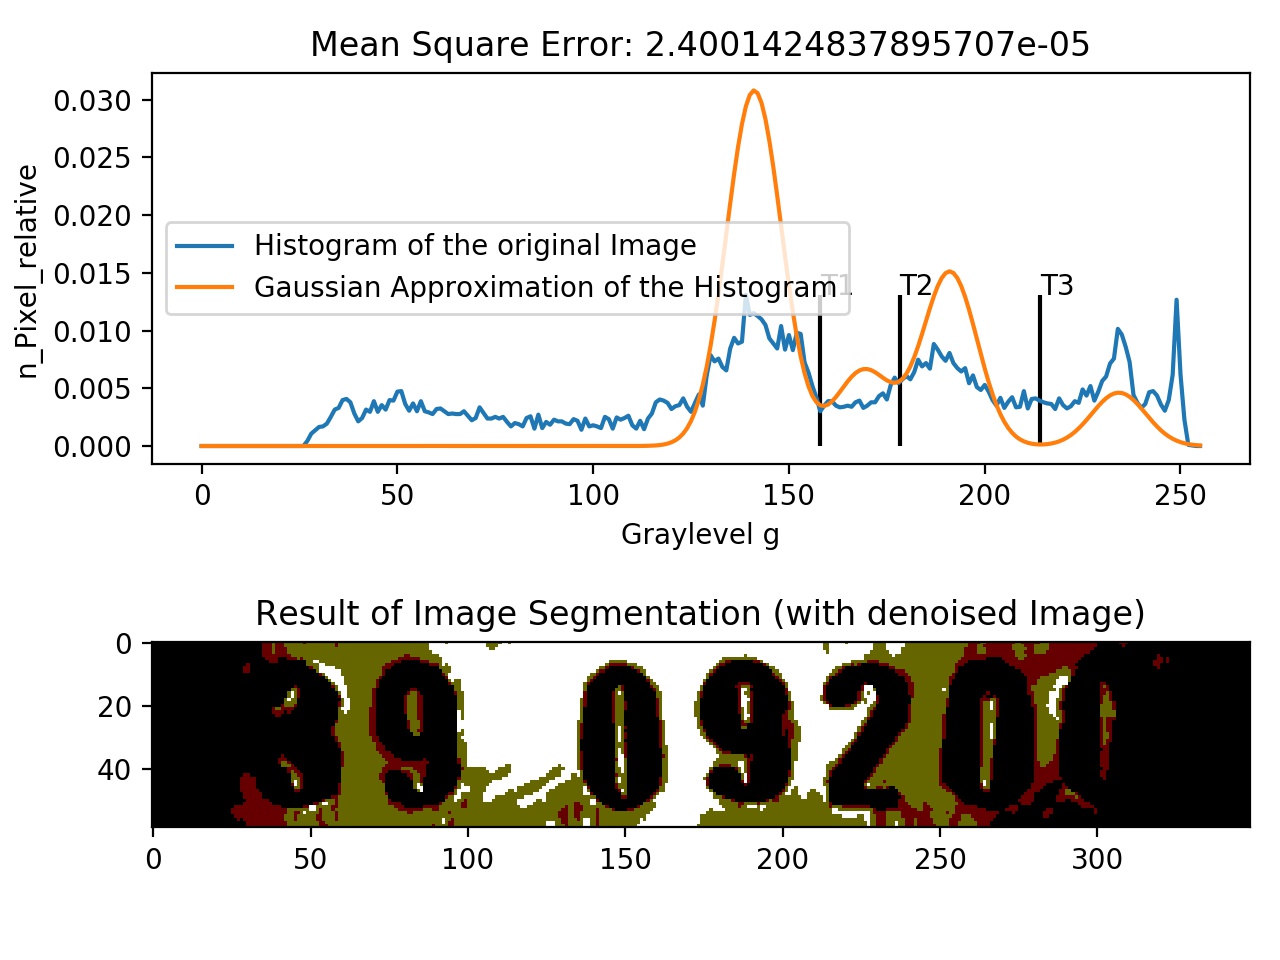 Mean Square Error: 2.4001424837895707e-05
n_Pixel_relative
0.030
0.025
0.020
0.015
0.010
0.005
0.000
Histogram of the original Image
Gaussian Approximation of the Histogram
T1
T2
T3
0 50 100 150 200 250
Graylevel g
Result of Image Segmentation (with denoised Image)
0
20
40
39 09200
0 50 100 150 200 250 300